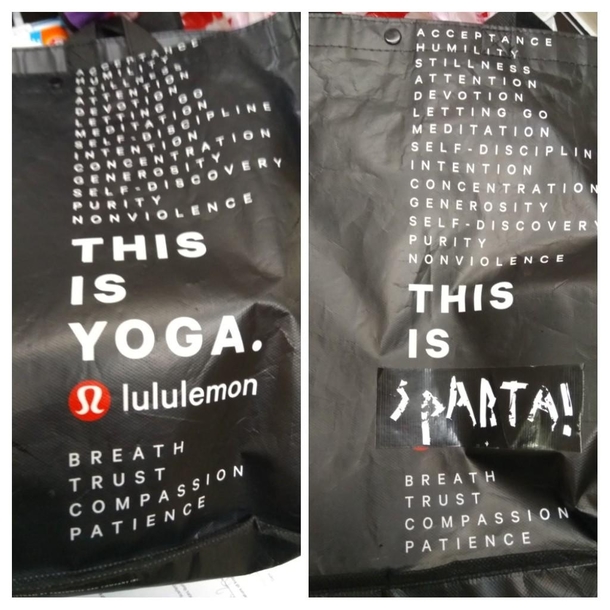 ACCEPTANCE
HUMILITY
STILLNESS
ATTENTION
DEVOTION
LETTING GO
MEDITATION
SELF-DISCIPLINE
INTENTION
CONCENTRATION
GENEROSITY
SELF-DISCOVERY
PURITY
NONVIOLENCE
THIS
IS
YOGA.
lululemon
BREATH
TRUST
COMPASSION
PATIENCE
ACCEPTANCE
HUMILITY
STILLNESS
ATTENTION
DEVOTION
LETTING GO
MEDITATION
SELF-DISCIPLIN
INTENTION
CONCENTRATION
GENEROSITY
SELF-DISCOVERY
PURITY
NONVIOLENCE
THIS
IS
SPARTA!
BREATH
TRUST
COMPASSION
PATIENCE